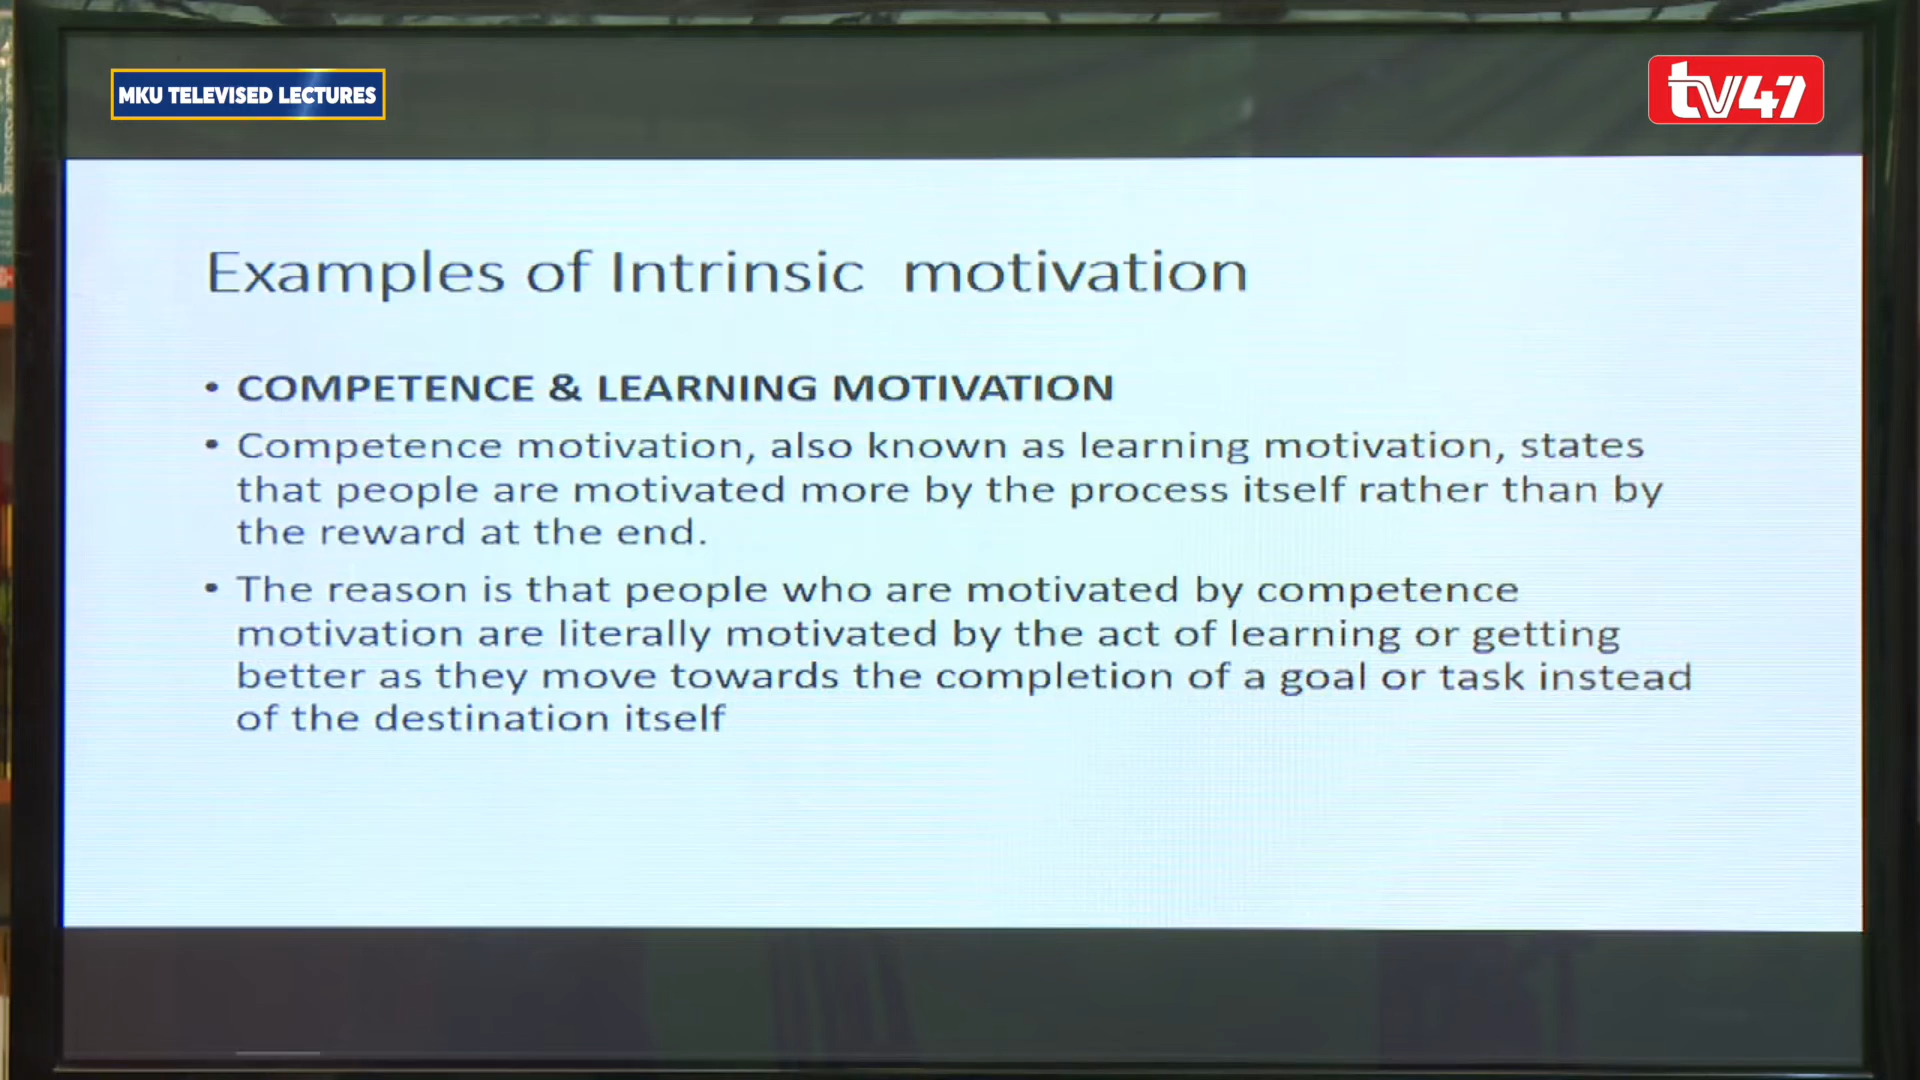 MKU TELEVISED LECTURES
tv47
Examples of Intrinsic motivation
• COMPETENCE & LEARNING MOTIVATION
• Competence motivation, also known as learning motivation, states
that people are motivated more by the process itself rather than by
the reward at the end.
• The reason is that people who are motivated by competence
motivation are literally motivated by the act of learning or getting
better as they move towards the completion of a goal or task instead
of the destination itself